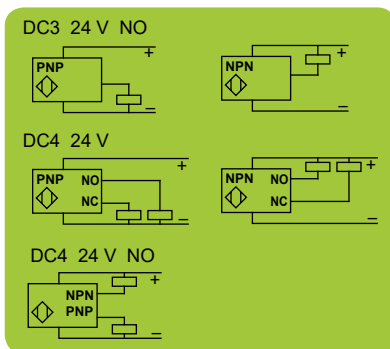 DC3 24 V NO
+
PNP
−
+
NPN
−
DC4 24 V
+
PNP NO
NC
−
+
NPN NO
NC
−
DC4 24 V NO
+
NPN
PNP
−